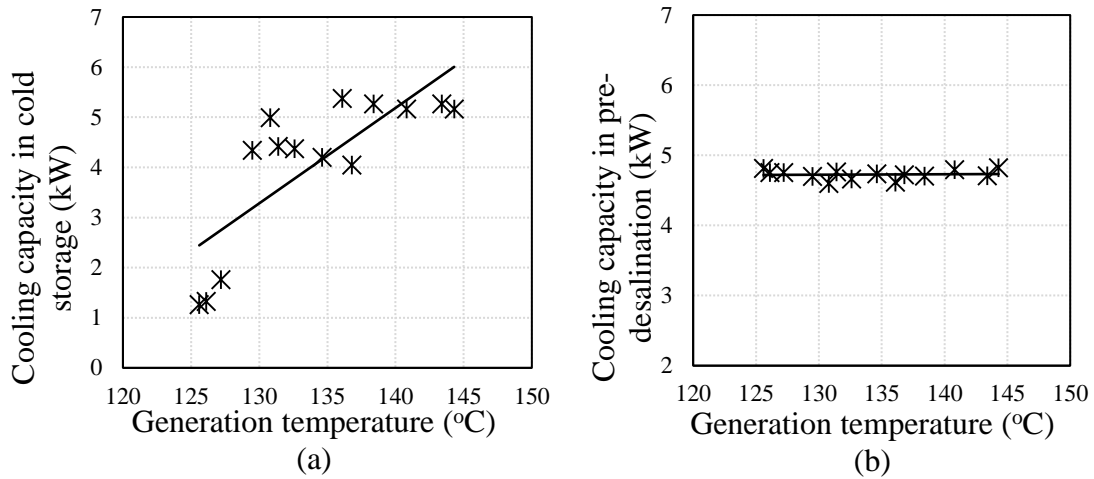 7
6
5
4
3
2
1
0
Cooling capacity in cold
storage (kW)
120 125 130 135 140 145 150
Generation temperature (ºC)
(a)
7
6
5
4
3
2
Cooling capacity in pre-
desalination (kW)
120 125 130 135 140 145 150
Generation temperature (ºC)
(b)